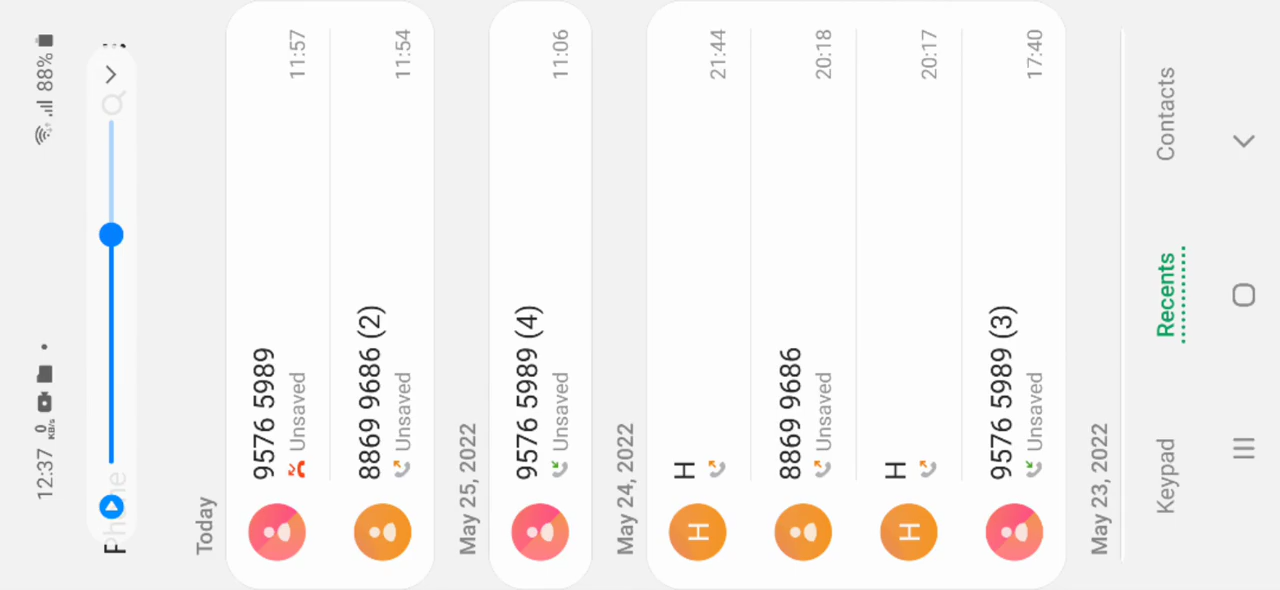 12:37 0 KB/s 88%
Phone
Today
9576 5989 11:57
Unsaved
8869 9686 (2) 11:54
Unsaved
May 25, 2022
9576 5989 (4) 11:06
Unsaved
May 24, 2022
H H 21:44
8869 9686 20:18
Unsaved
H H 20:17
9576 5989 (3) 17:40
Unsaved
May 23, 2022
Keypad Recents Contacts